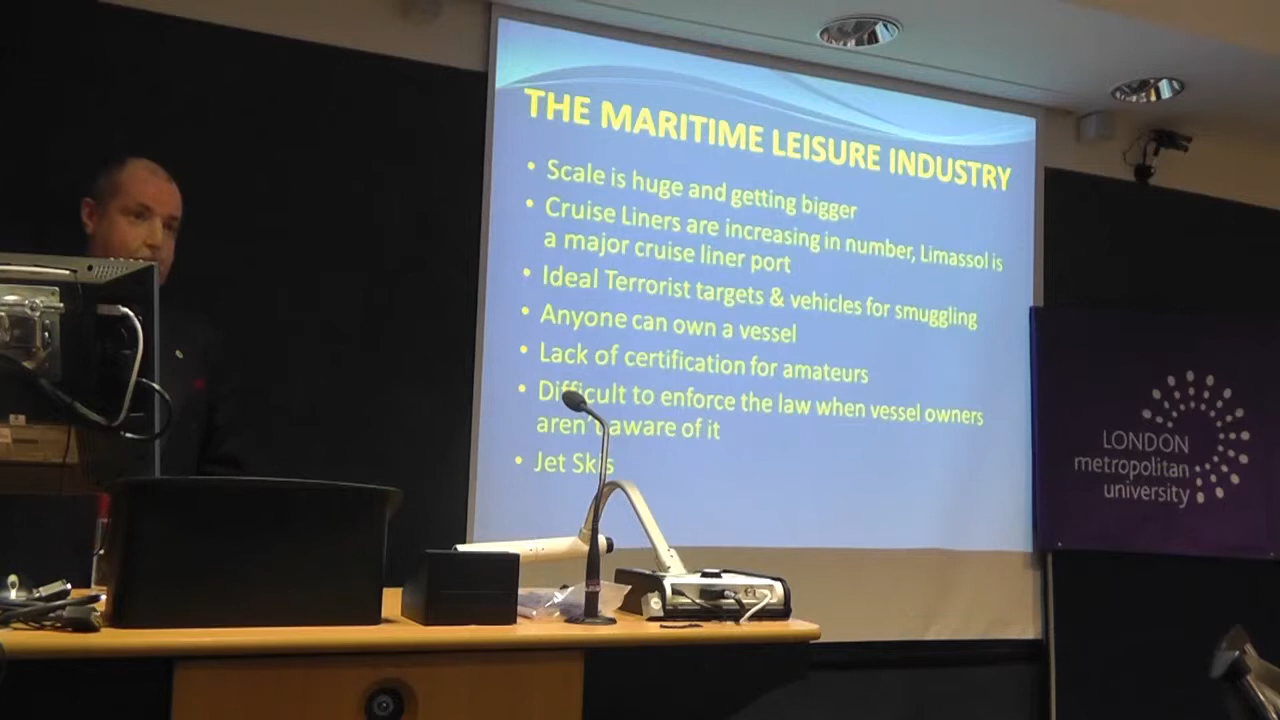 THE MARITIME LEISURE INDUSTRY
• Scale is huge and getting bigger
• Cruise Liners are increasing in number, Limassol is
a major cruise liner port
• Ideal Terrorist targets & vehicles for smuggling
• Anyone can own a vessel
• Lack of certification for amateurs
• Difficult to enforce the law when vessel owners
aren't aware of it
• Jet Skis
LONDON
metropolitan
university